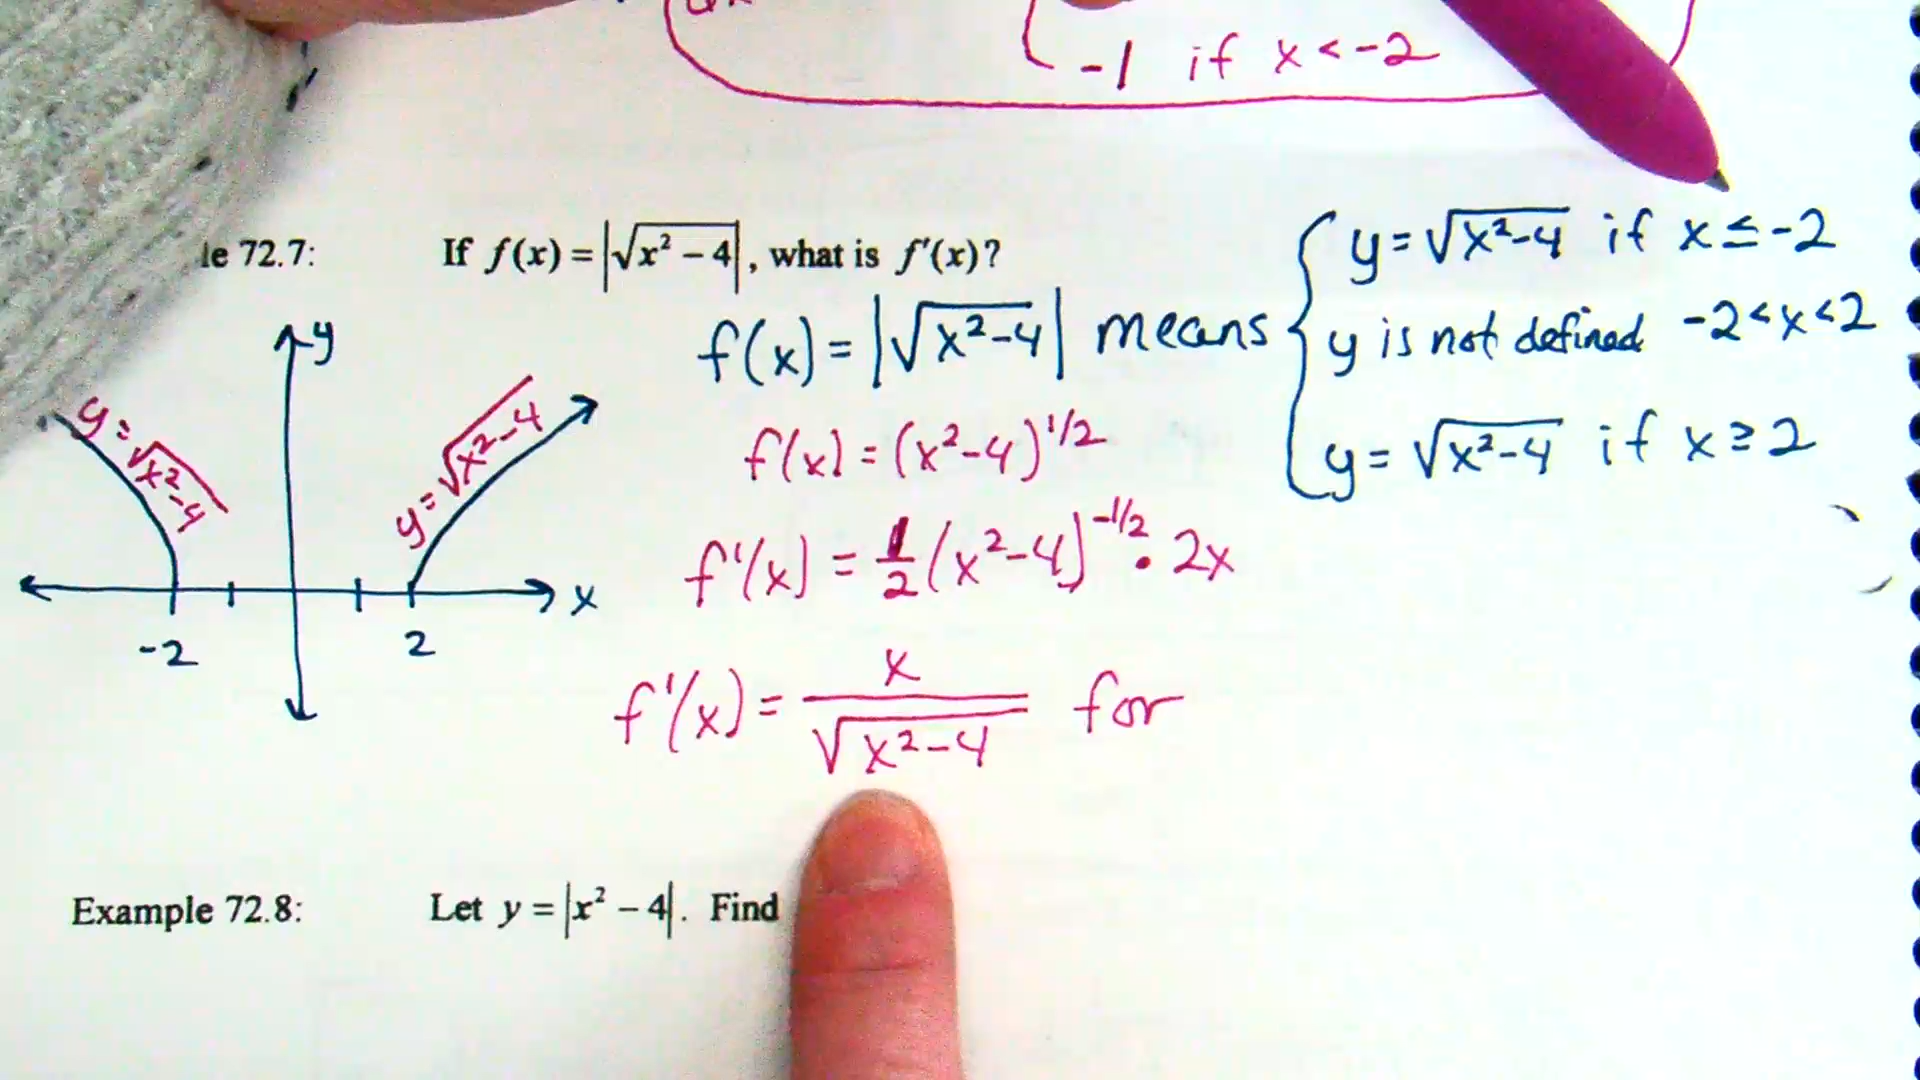 -1 if x < -2
le 72.7: If f(x) = |√(x² - 4)|, what is f'(x)?
f(x) = |√(x²-4)| means
{ y = √(x²-4) if x ≤ -2
y is not defined -2 < x < 2
y = √(x²-4) if x ≥ 2
f(x) = (x²-4)^1/2
f'(x) = 1/2 (x²-4)^-1/2 • 2x
f'(x) = x/√(x²-4) for
y
y = √(x²-4)
y = √(x²-4)
x
-2
2
Example 72.8: Let y = |x² - 4|. Find